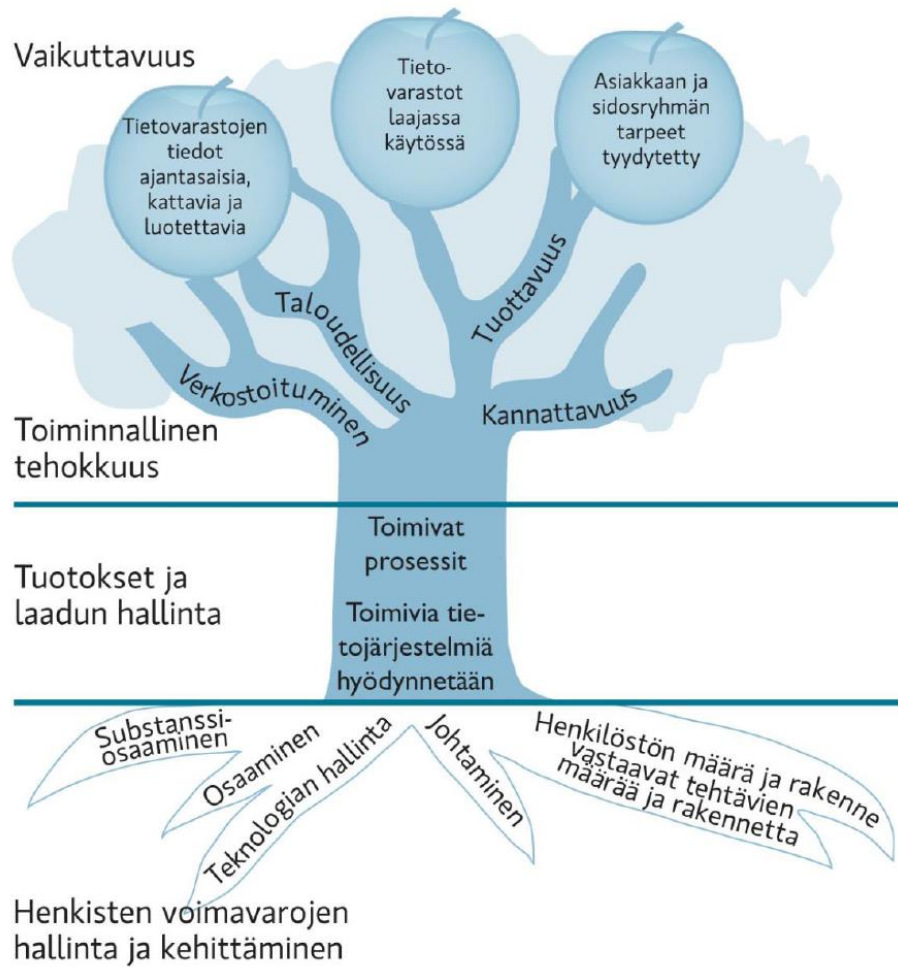 Vaikuttavuus
Tietovarastojen
tiedot
ajantasaisia,
kattavia ja
luotettavia
Tieto-
varastot
laajassa
käytössä
Asiakkaan ja
sidosryhmän
tarpeet
tyydytetty
Verkostoituminen
Taloudellisuus
Tuottavuus
Kannattavuus
Toiminnallinen
tehokkuus
Toimivat
prosessit
Tuotokset ja
laadun hallinta
Toimivia tie-
tojärjestelmiä
hyödynnetään
Substanssi-
osaaminen
Osaaminen
Teknologian hallinta
Johtaminen
Henkilöstön määrä ja rakenne
vastaavat tehtävien
määrää ja rakennetta
Henkisten voimavarojen
hallinta ja kehittäminen